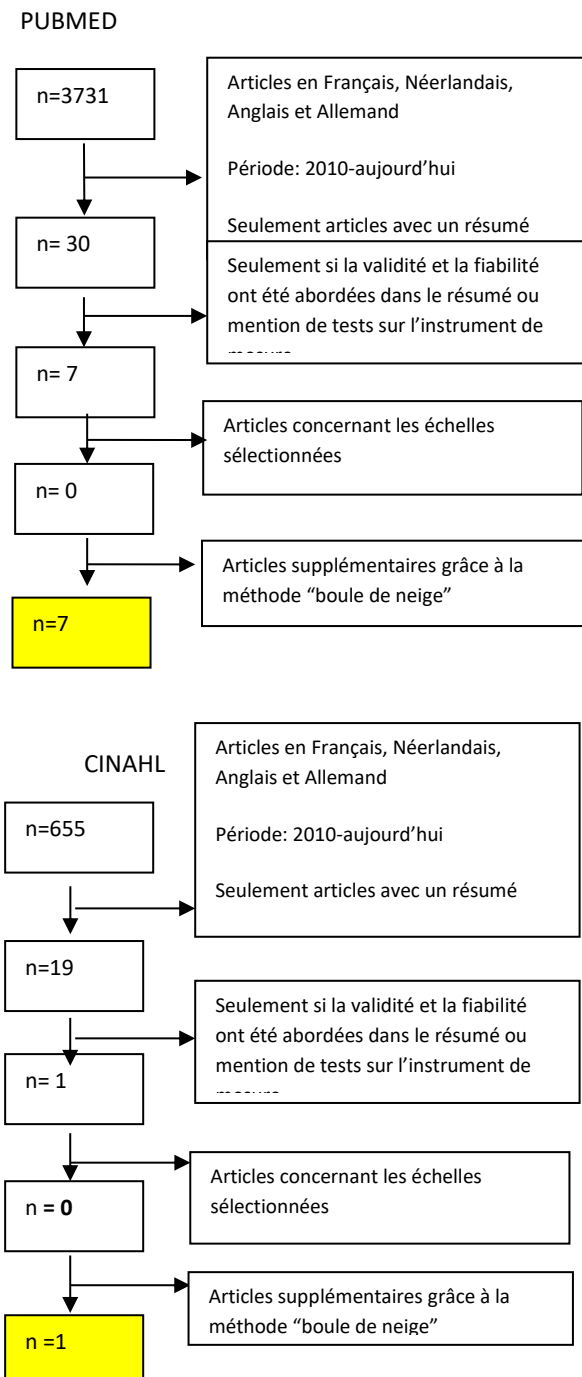 PUBMED
n=3731
Articles en Français, Néerlandais,
Anglais et Allemand
Période: 2010-aujourd’hui
Seulement articles avec un résumé
n= 30
Seulement si la validité et la fiabilité
ont été abordées dans le résumé ou
mention de tests sur l’instrument de
n= 7
Articles concernant les échelles
sélectionnées
n= 0
Articles supplémentaires grâce à la
méthode “boule de neige”
n=7
CINAHL
Articles en Français, Néerlandais,
Anglais et Allemand
Période: 2010-aujourd’hui
Seulement articles avec un résumé
n=655
n=19
Seulement si la validité et la fiabilité
ont été abordées dans le résumé ou
mention de tests sur l’instrument de
n= 1
Articles concernant les échelles
sélectionnées
n = 0
Articles supplémentaires grâce à la
méthode “boule de neige”
n =1